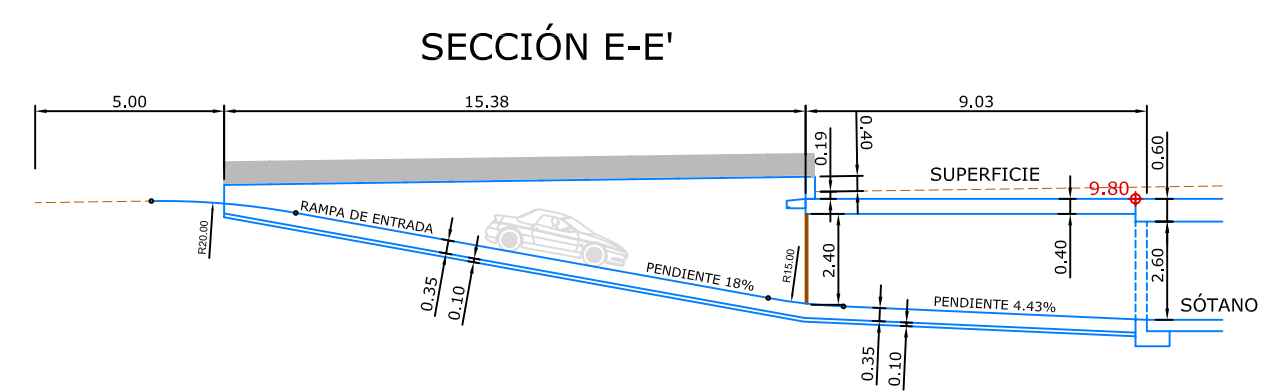 SECCIÓN E-E'
5.00
15.38
9.03
0.19
0.40
0.60
SUPERFICIE
9.80
RAMPA DE ENTRADA
R20.00
R15.00
0.35
0.10
PENDIENTE 18%
2.40
0.40
2.60
PENDIENTE 4.43%
SÓTANO
0.35
0.10